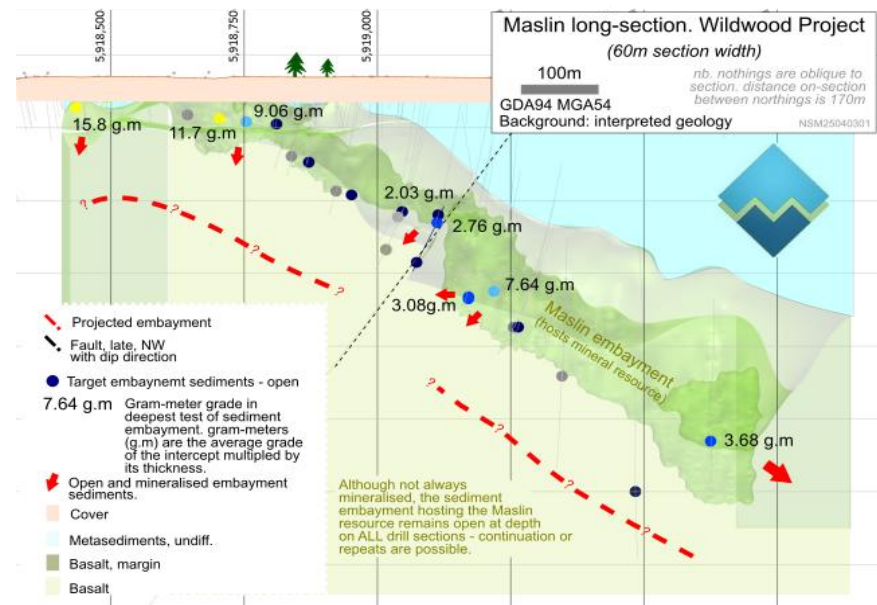 5,918,500
5,918,750
5,919,000
Maslin long-section. Wildwood Project
(60m section width)
100m
GDA94 MGA54
Background: interpreted geology
nb. nothings are oblique to
section. distance on-section
between northings is 170m
NSM25040301
15.8 g.m
11.7 g.m
9.06 g.m
2.03 g.m
2.76 g.m
7.64 g.m
3.08g.m
3.68 g.m
Maslin embayment
(hosts mineral resource)
?
?
?
?
?
?
?
?
Projected embayment
Fault, late, NW
with dip direction
Target embaynemt sediments - open
7.64 g.m
Gram-meter grade in
deepest test of sediment
embayment. gram-meters
(g.m) are the average grade
of the intercept multipled by
its thickness.
Open and mineralised embayment
sediments.
Cover
Metasediments, undiff.
Basalt, margin
Basalt
Although not always
mineralised, the sediment
embayment hosting the Maslin
resource remains open at depth
on ALL drill sections - continuation or
repeats are possible.